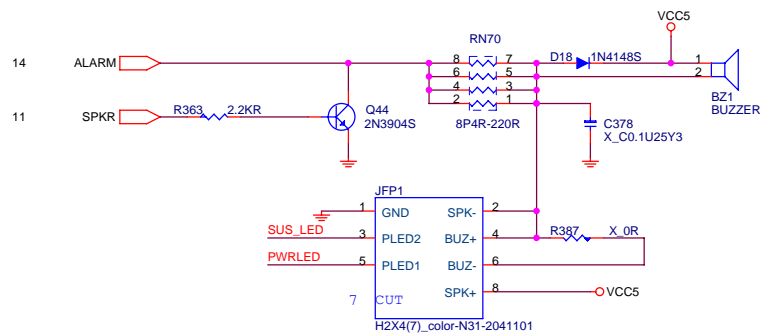 VCC5
RN70
14 ALARM 8 7 D18 1N4148S 1
6 5 2
4 3
11 SPKR R363 2.2KR Q44 2 1 BZ1
2N3904S 8P4R-220R BUZZER
C378
X_C0.1U25Y3
JFP1
1 GND SPK- 2
SUS_LED 3 PLED2 BUZ+ 4 R387 X_0R
PWRLED 5 PLED1 BUZ- 6
SPK+ 8 VCC5
7 CUT
H2X4(7)_color-N31-2041101